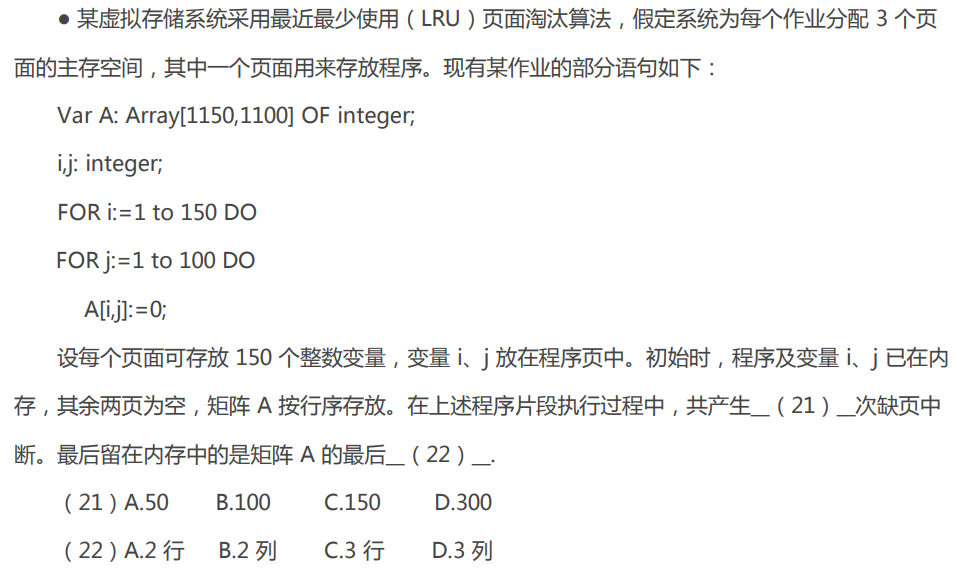 ● 某虚拟存储系统采用最近最少使用（LRU）页面淘汰算法，假定系统为每个作业分配 3 个页
面的主存空间，其中一个页面用来存放程序。现有某作业的部分语句如下：
Var A: Array[1150,1100] OF integer;
i,j: integer;
FOR i:=1 to 150 DO
FOR j:=1 to 100 DO
A[i,j]:=0;
设每个页面可存放 150 个整数变量，变量 i、j 放在程序页中。初始时，程序及变量 i、j 已在内
存，其余两页为空，矩阵 A 按行序存放。在上述程序片段执行过程中，共产生__（21）__次缺页中
断。最后留在内存中的是矩阵 A 的最后__（22）__.
（21）A.50 B.100 C.150 D.300
（22）A.2 行 B.2 列 C.3 行 D.3 列